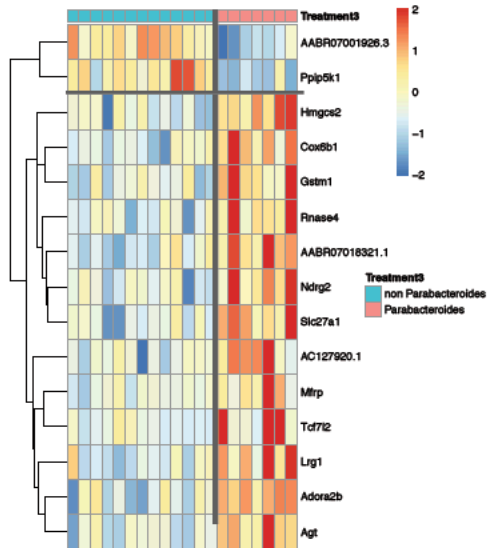 Treatment3
2
AABR07001926.3
1
Ppip5k1
0
Hmgcs2
−1
Cox6b1
−2
Gstm1
Rnase4
AABR07018321.1
Treatment3
Ndrg2
non Parabacteroides
Parabacteroides
Slc27a1
AC127920.1
Mfrp
Tcf7l2
Lrg1
Adora2b
Agt